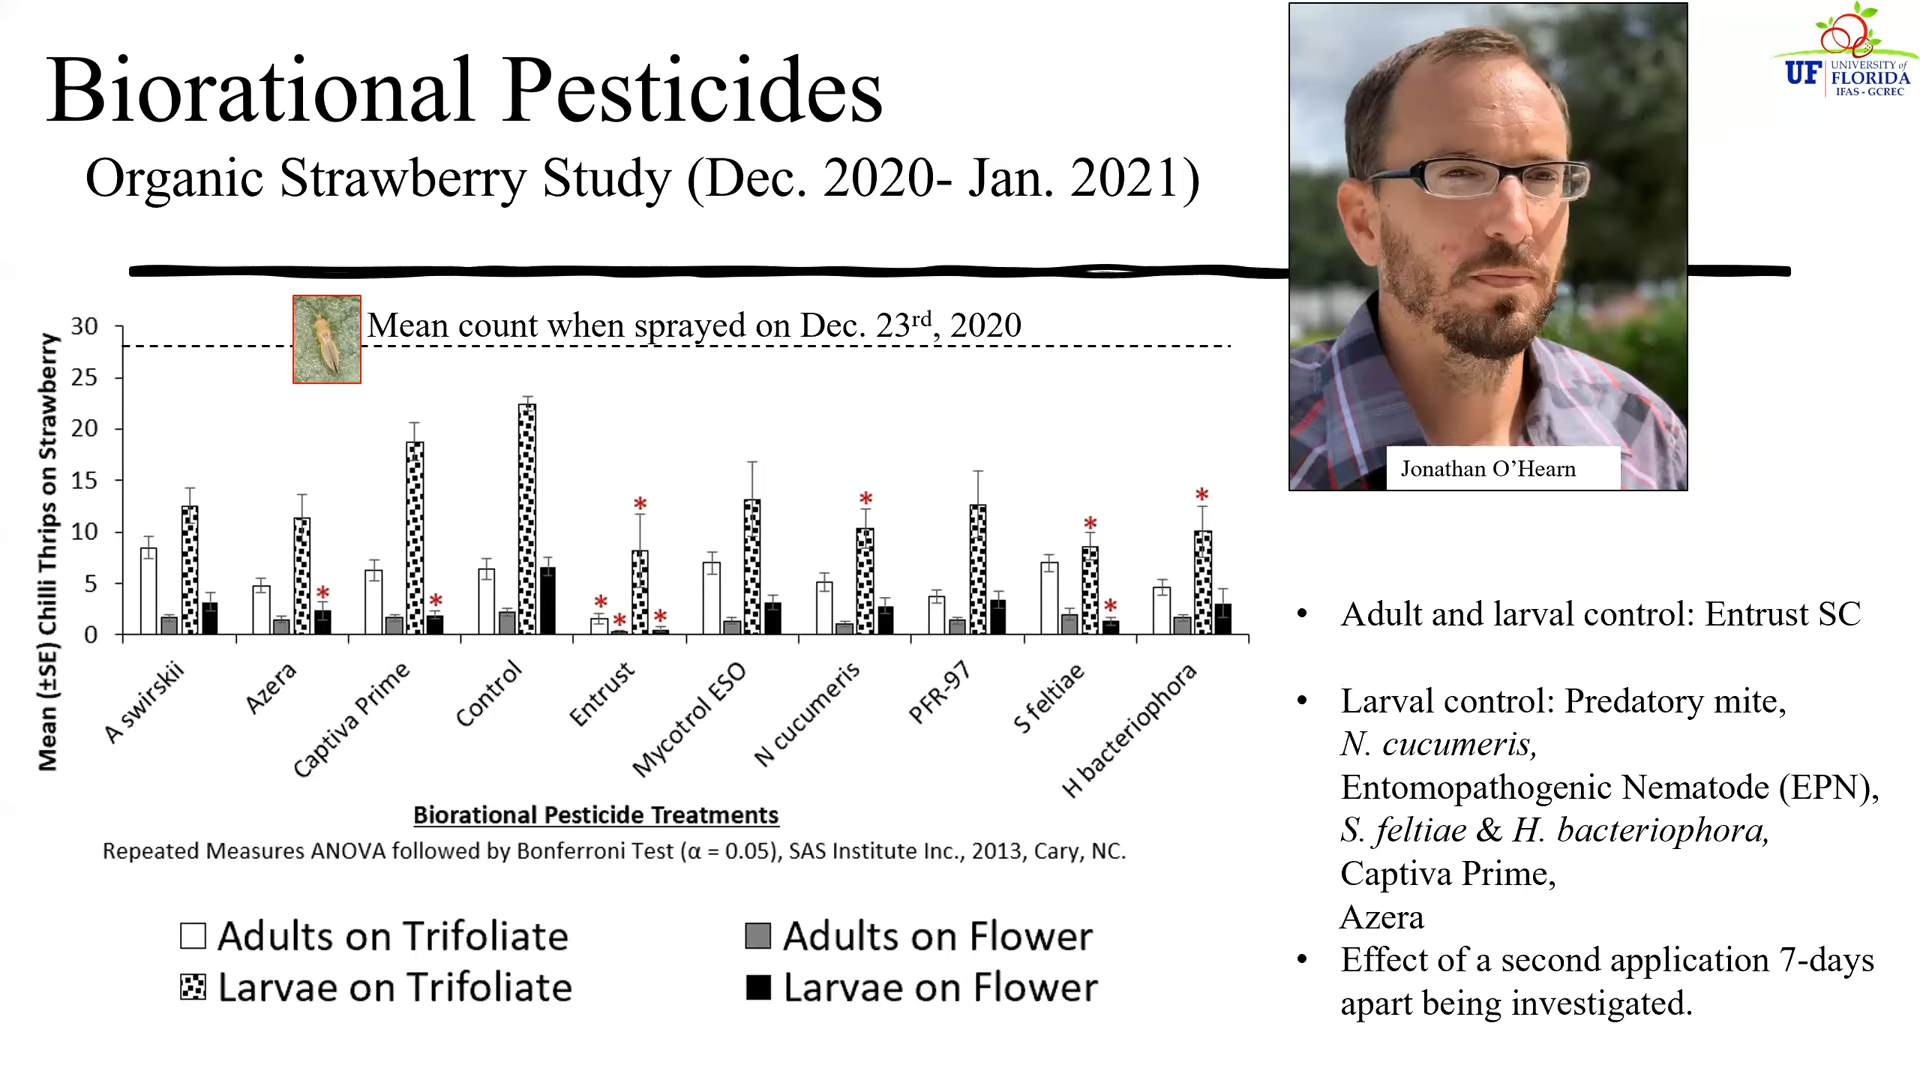 Biorational Pesticides
Organic Strawberry Study (Dec. 2020- Jan. 2021)
UF UNIVERSITY of
FLORIDA
IFAS - GCREC
Jonathan O’Hearn
Mean count when sprayed on Dec. 23rd, 2020
Mean (±SE) Chilli Thrips on Strawberry
30
25
20
15
10
5
0
* * * * * * * * * * *
A swirskii
Azera
Captiva Prime
Control
Entrust
Mycotrol ESO
N cucumeris
PFR-97
S feltiae
H bacteriophora
Biorational Pesticide Treatments
Repeated Measures ANOVA followed by Bonferroni Test (α = 0.05), SAS Institute Inc., 2013, Cary, NC.
Adults on Trifoliate
Adults on Flower
Larvae on Trifoliate
Larvae on Flower
• Adult and larval control: Entrust SC
• Larval control: Predatory mite,
N. cucumeris,
Entomopathogenic Nematode (EPN),
S. feltiae & H. bacteriophora,
Captiva Prime,
Azera
• Effect of a second application 7-days
apart being investigated.